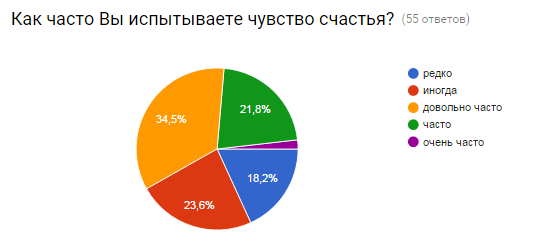 Как часто Вы испытываете чувство счастья? (55 ответов)
редко
иногда
довольно часто
часто
очень часто
34,5%
21,8%
18,2%
23,6%